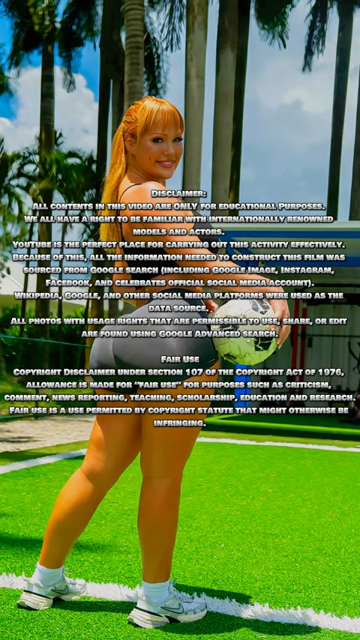 Disclaimer:
All contents in this video are only for educational purposes.
We all have a right to be familiar with internationally renowned
models and actors.
YouTube is the perfect place for carrying out this activity effectively.
Because of this, all the information needed to construct this film was
sourced from Google search (including Google Image, Instagram,
Facebook, and celebrates official social media account).
Wikipedia, Google, and other social media platforms were used as the
data source.
All photos with usage rights that are permissible to use, share, or edit
are found using Google Advanced search.
Fair Use
Copyright Disclaimer under section 107 of the Copyright Act of 1976,
allowance is made for "fair use" for purposes such as criticism,
comment, news reporting, teaching, scholarship, education and research.
Fair use is a use permitted by copyright statute that might otherwise be
infringing.